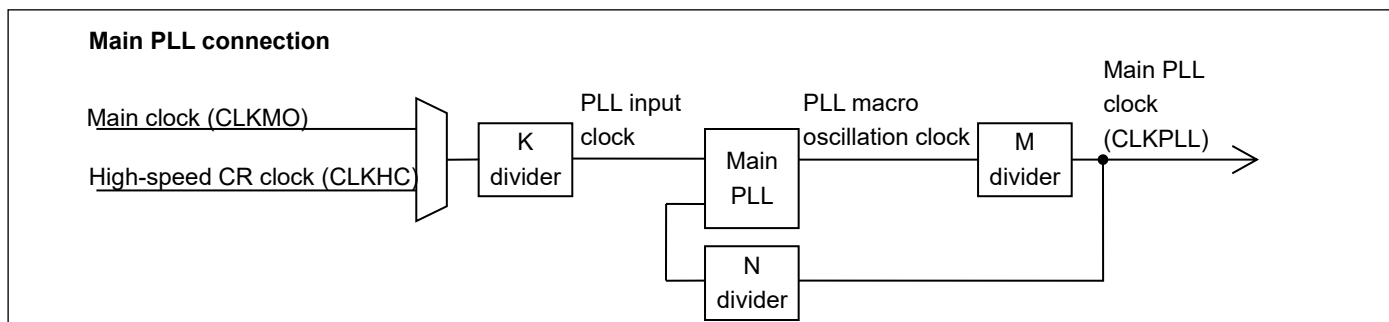 Main PLL connection
Main clock (CLKMO)
High-speed CR clock (CLKHC)
K
divider
PLL input
clock
Main
PLL
PLL macro
oscillation clock
M
divider
Main PLL
clock
(CLKPLL)
N
divider